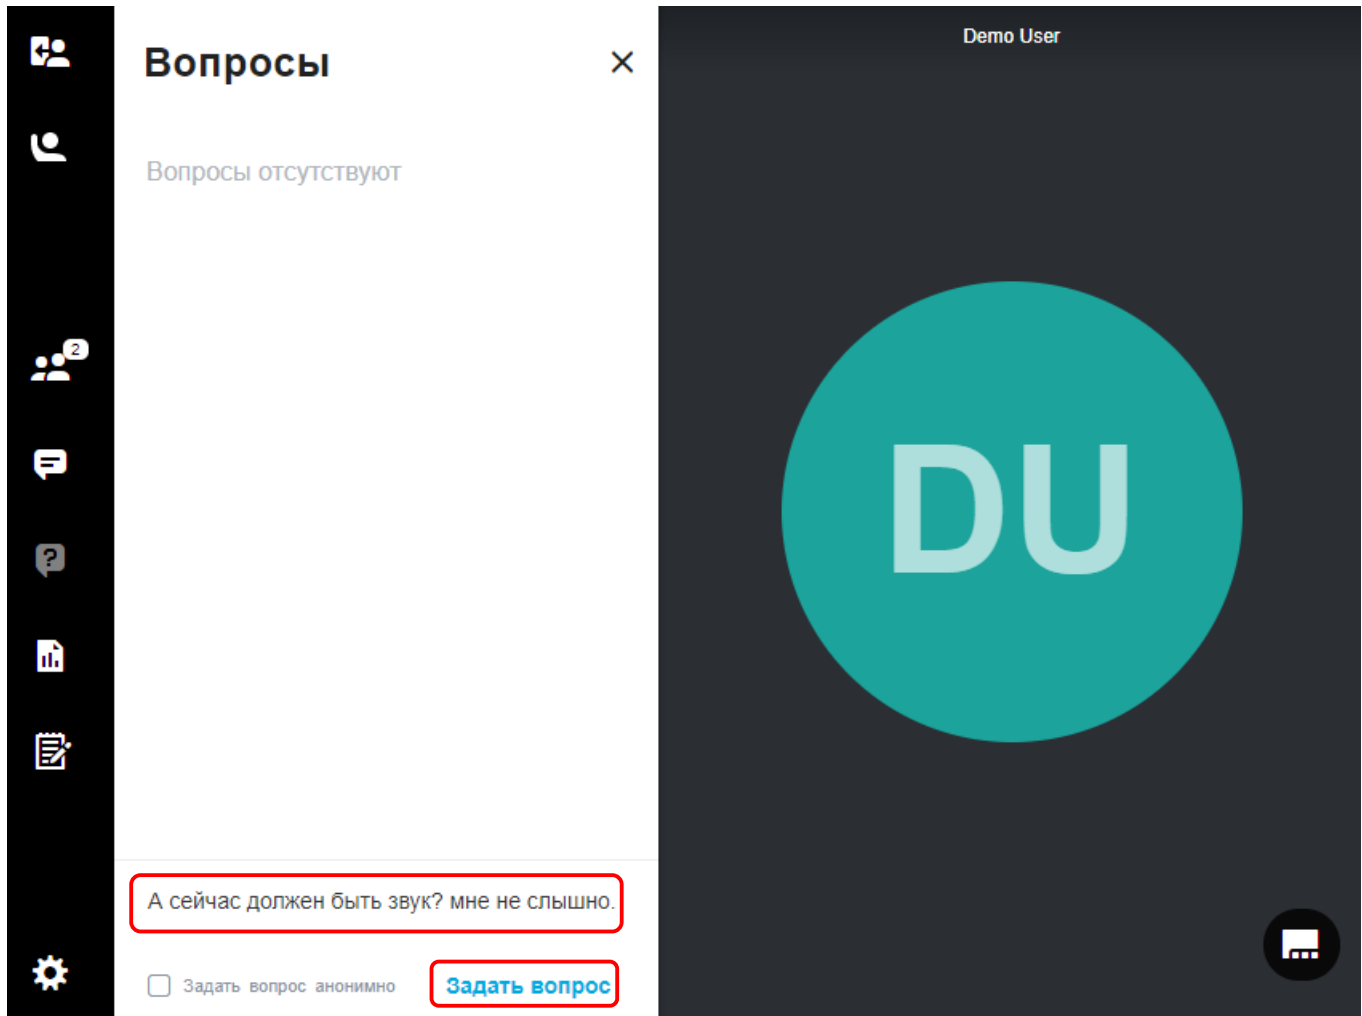 Вопросы
Demo User
Вопросы отсутствуют
2
DU
А сейчас должен быть звук? мне не слышно.
Задать вопрос анонимно
Задать вопрос